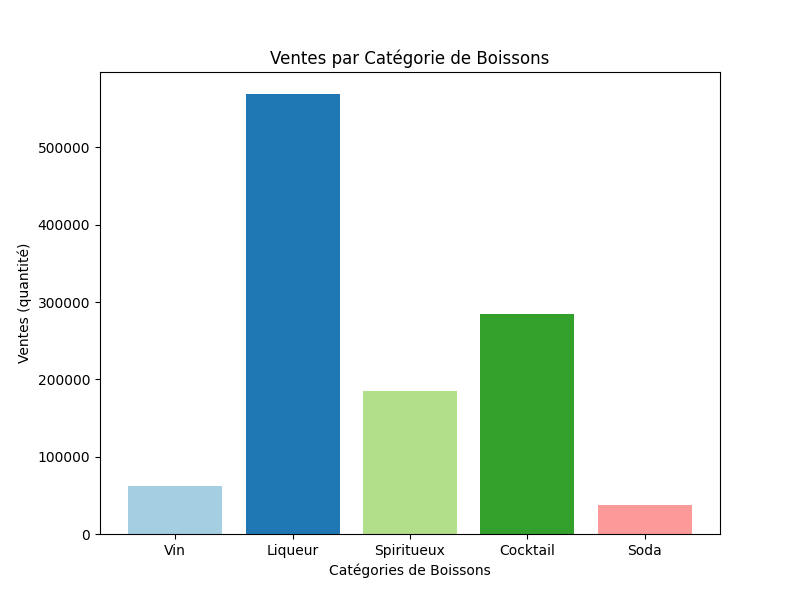 Ventes par Catégorie de Boissons
Ventes (quantité)
500000
400000
300000
200000
100000
0
Vin Liqueur Spiritueux Cocktail Soda
Catégories de Boissons